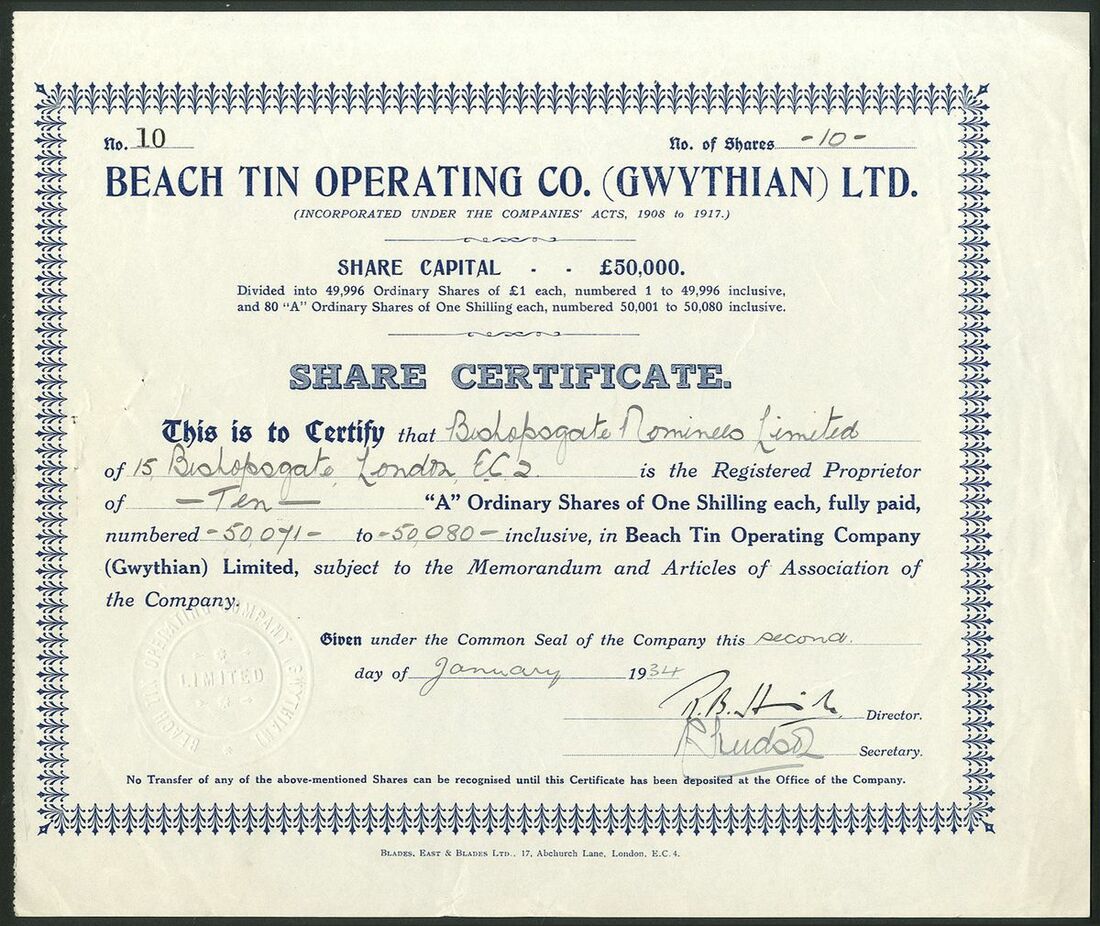 No. 10 No. of Shares -10-
BEACH TIN OPERATING CO. (GWYTHIAN) LTD.
(INCORPORATED UNDER THE COMPANIES' ACTS, 1908 to 1917.)
SHARE CAPITAL - - £50,000.
Divided into 49,996 Ordinary Shares of £1 each, numbered 1 to 49,996 inclusive,
and 80 "A" Ordinary Shares of One Shilling each, numbered 50,001 to 50,080 inclusive.
SHARE CERTIFICATE.
This is to Certify that Bishopsgate Nominees Limited
of 15, Bishopsgate, London, E.C.2. is the Registered Proprietor
of —Ten— "A" Ordinary Shares of One Shilling each, fully paid,
numbered -50,071- to -50,080- inclusive, in Beach Tin Operating Company
(Gwythian) Limited, subject to the Memorandum and Articles of Association of
the Company.
BEACH TIN OPERATING COMPANY GWYTHIAN
LIMITED
Given under the Common Seal of the Company this second.
day of January 1934
R.B. Director.
Secretary.
No Transfer of any of the above-mentioned Shares can be recognised until this Certificate has been deposited at the Office of the Company.
BLADES, EAST & BLADES LTD., 17, Abchurch Lane, London, E.C.4.